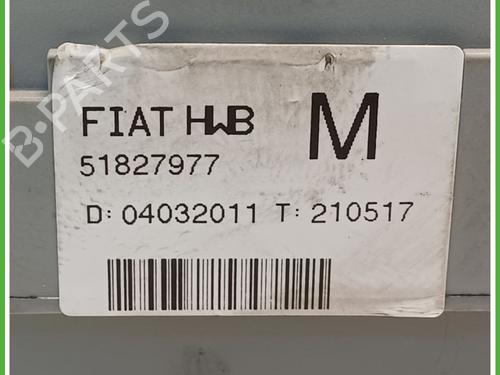 B-PARTS
FIAT HWB M
51827977
D: 04032011 T: 210517